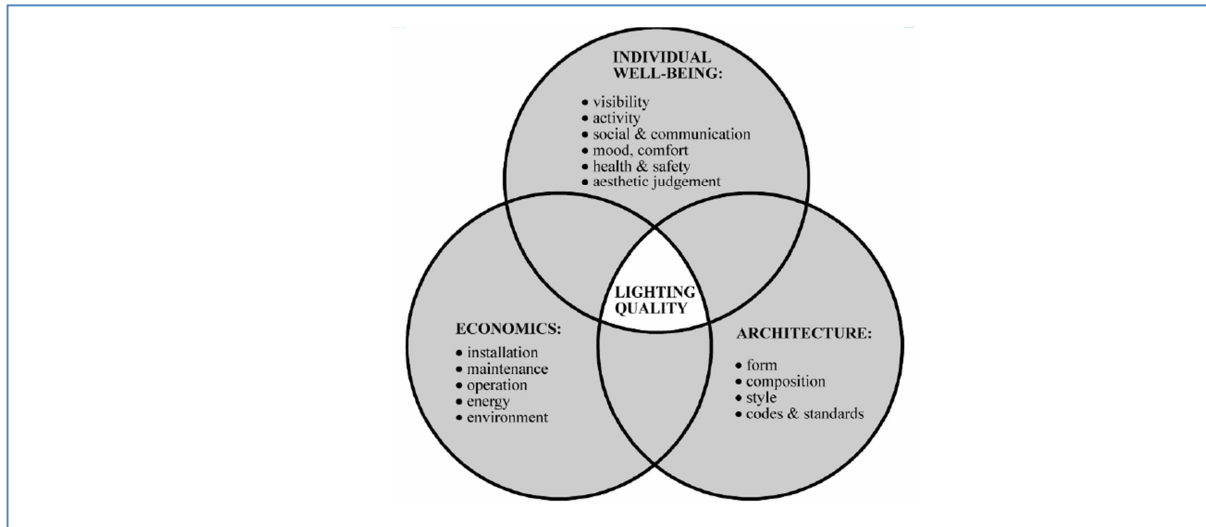 INDIVIDUAL
WELL-BEING:
• visibility
• activity
• social & communication
• mood, comfort
• health & safety
• aesthetic judgement
LIGHTING
QUALITY
ECONOMICS:
• installation
• maintenance
• operation
• energy
• environment
ARCHITECTURE:
• form
• composition
• style
• codes & standards